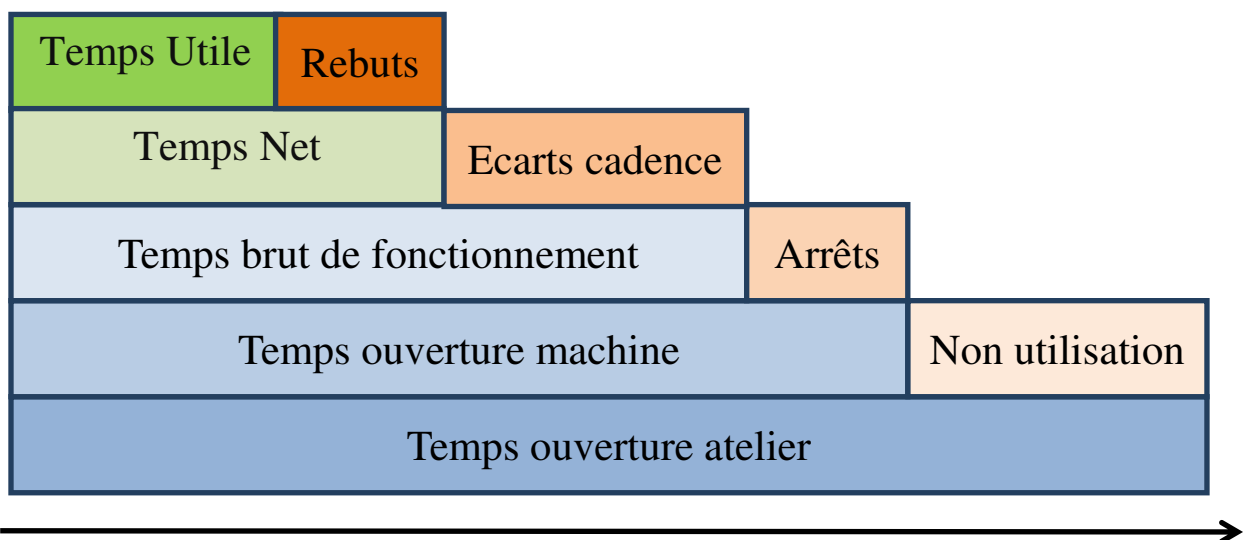 Temps Utile
Rebuts
Temps Net
Ecarts cadence
Temps brut de fonctionnement
Arrêts
Temps ouverture machine
Non utilisation
Temps ouverture atelier